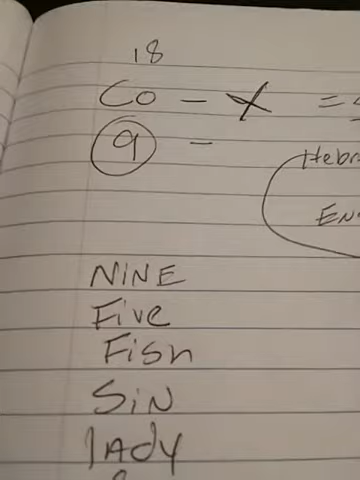 18
Co - X =
9 -
Hebr
EN
NINE
Five
Fish
SiN
lAdy